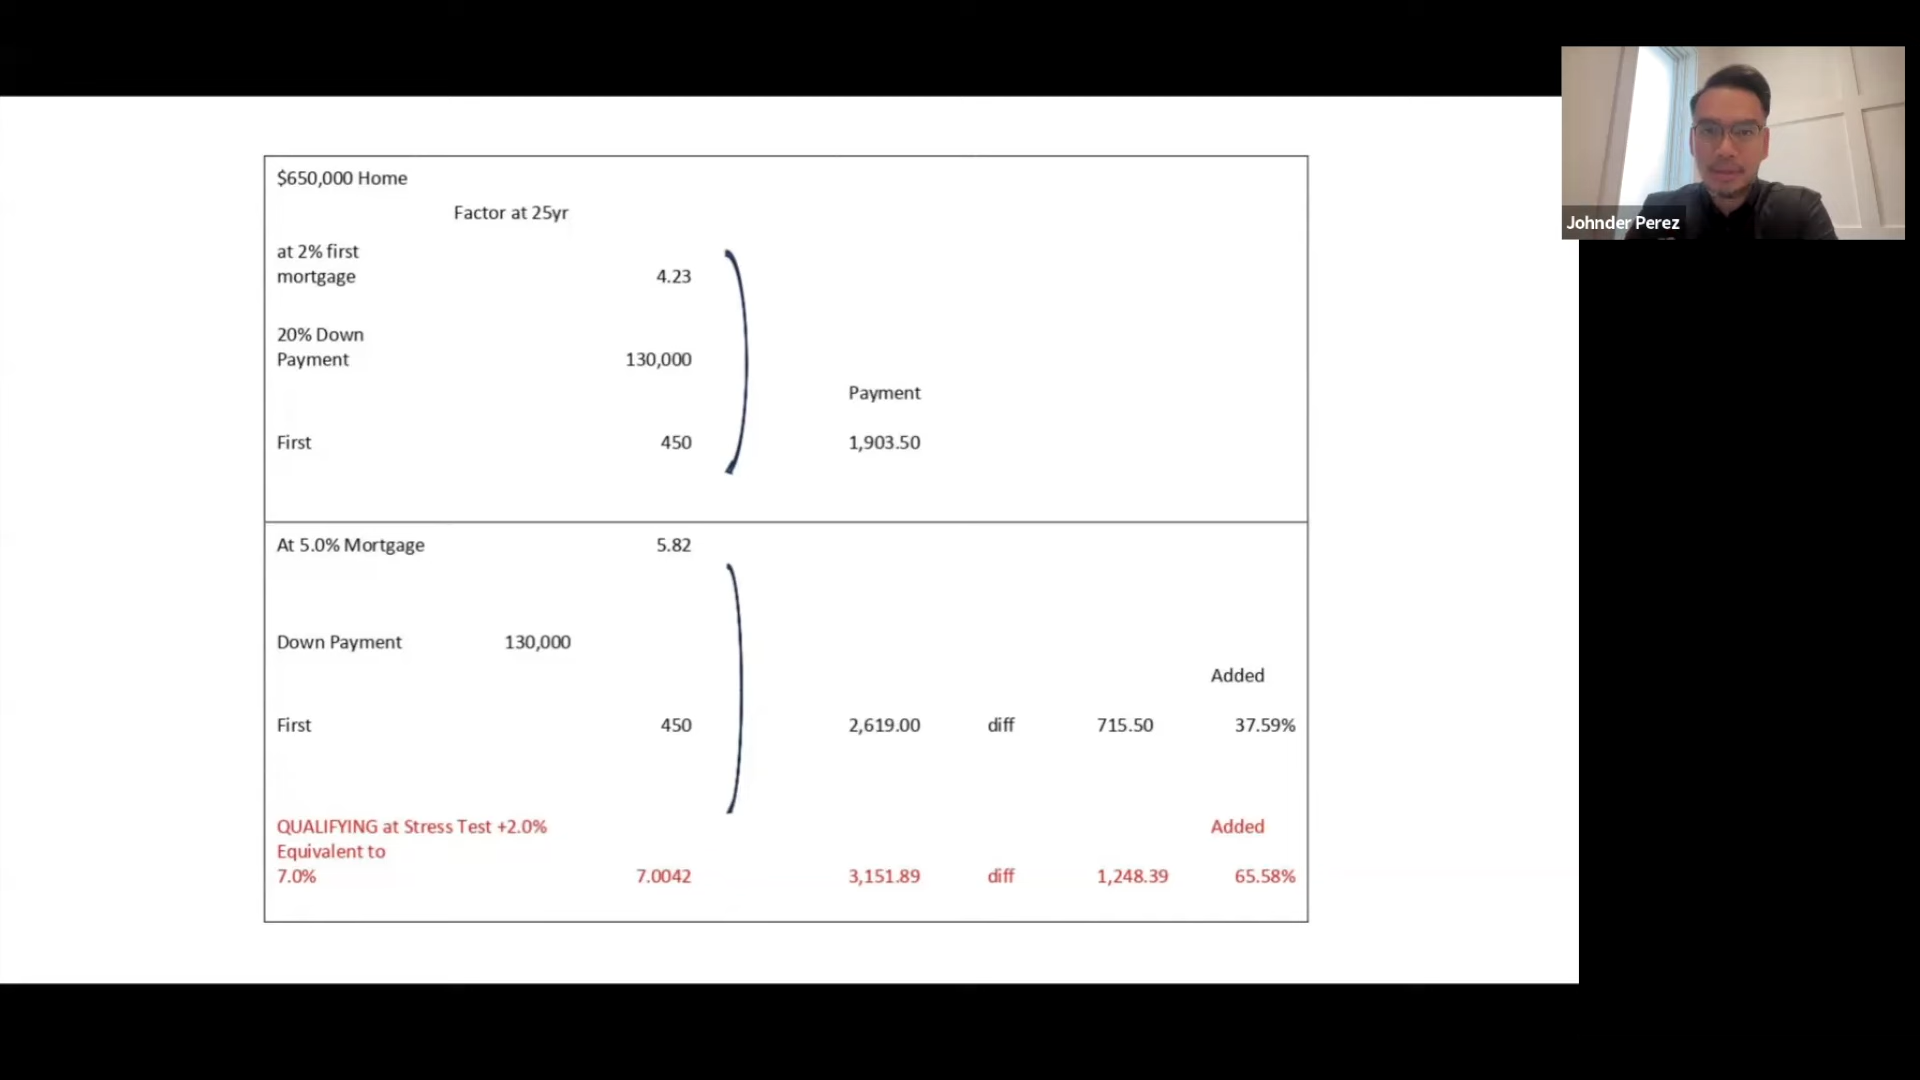 $650,000 Home
Factor at 25yr
at 2% first
mortgage 4.23
20% Down
Payment 130,000
Payment
First 450 1,903.50
At 5.0% Mortgage 5.82
Down Payment 130,000
Added
First 450 2,619.00 diff 715.50 37.59%
QUALIFYING at Stress Test +2.0% Added
Equivalent to
7.0% 7.0042 3,151.89 diff 1,248.39 65.58%
Johnder Perez